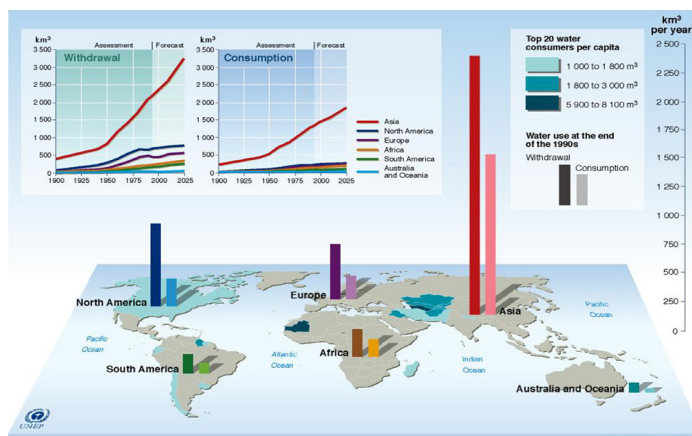 km³
3 500
3 000
2 500
2 000
1 500
1 000
500
0
Assessment
Forecast
Withdrawal
1900
1925
1950
1975
2000
2025
km³
3 500
3 000
2 500
2 000
1 500
1 000
500
0
Assessment
Forecast
Consumption
1900
1925
1950
1975
2000
2025
Asia
North America
Europe
Africa
South America
Australia
and Oceania
Top 20 water
consumers per capita
1 000 to 1 800 m³
1 800 to 3 000 m³
5 900 to 8 100 m³
Water use at the end
of the 1990s
Withdrawal
Consumption
km³
per year
2 500
2 250
2 000
1 750
1 500
1 250
1 000
750
500
250
0
North America
Europe
Asia
Pacific
Ocean
Pacific
Ocean
South America
Atlantic
Ocean
Africa
Indian
Ocean
Australia and Oceania
UNEP